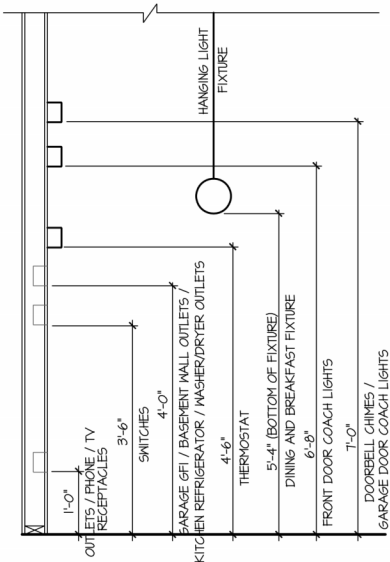 HANGING LIGHT
FIXTURE
1'-0"
OUTLETS / PHONE / TV
RECEPTACLES
3'-6"
SWITCHES
4'-0"
GARAGE GFI / BASEMENT WALL OUTLETS /
KITCHEN REFRIGERATOR / WASHER/DRYER OUTLETS
4'-6"
THERMOSTAT
5'-4" (BOTTOM OF FIXTURE)
DINING AND BREAKFAST FIXTURE
6'-8"
FRONT DOOR COACH LIGHTS
7'-0"
DOORBELL CHIMES /
GARAGE DOOR COACH LIGHTS